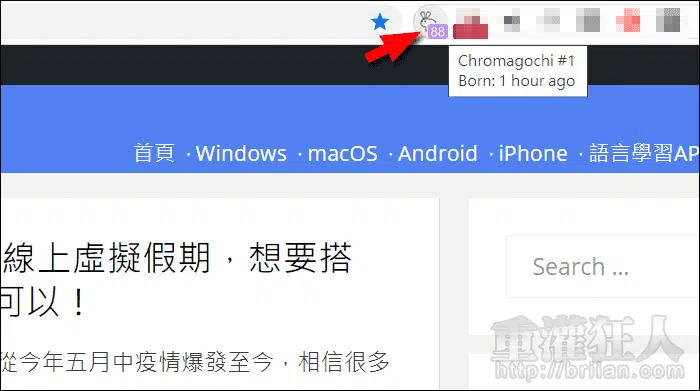 88
Chromagochi #1
Born: 1 hour ago
首頁 · Windows · macOS · Android · iPhone · 語言學習AP
線上虛擬假期，想要搭
可以！
Search ...
從今年五月中疫情爆發至今，相信很多
重灌狂人
http://briian.com